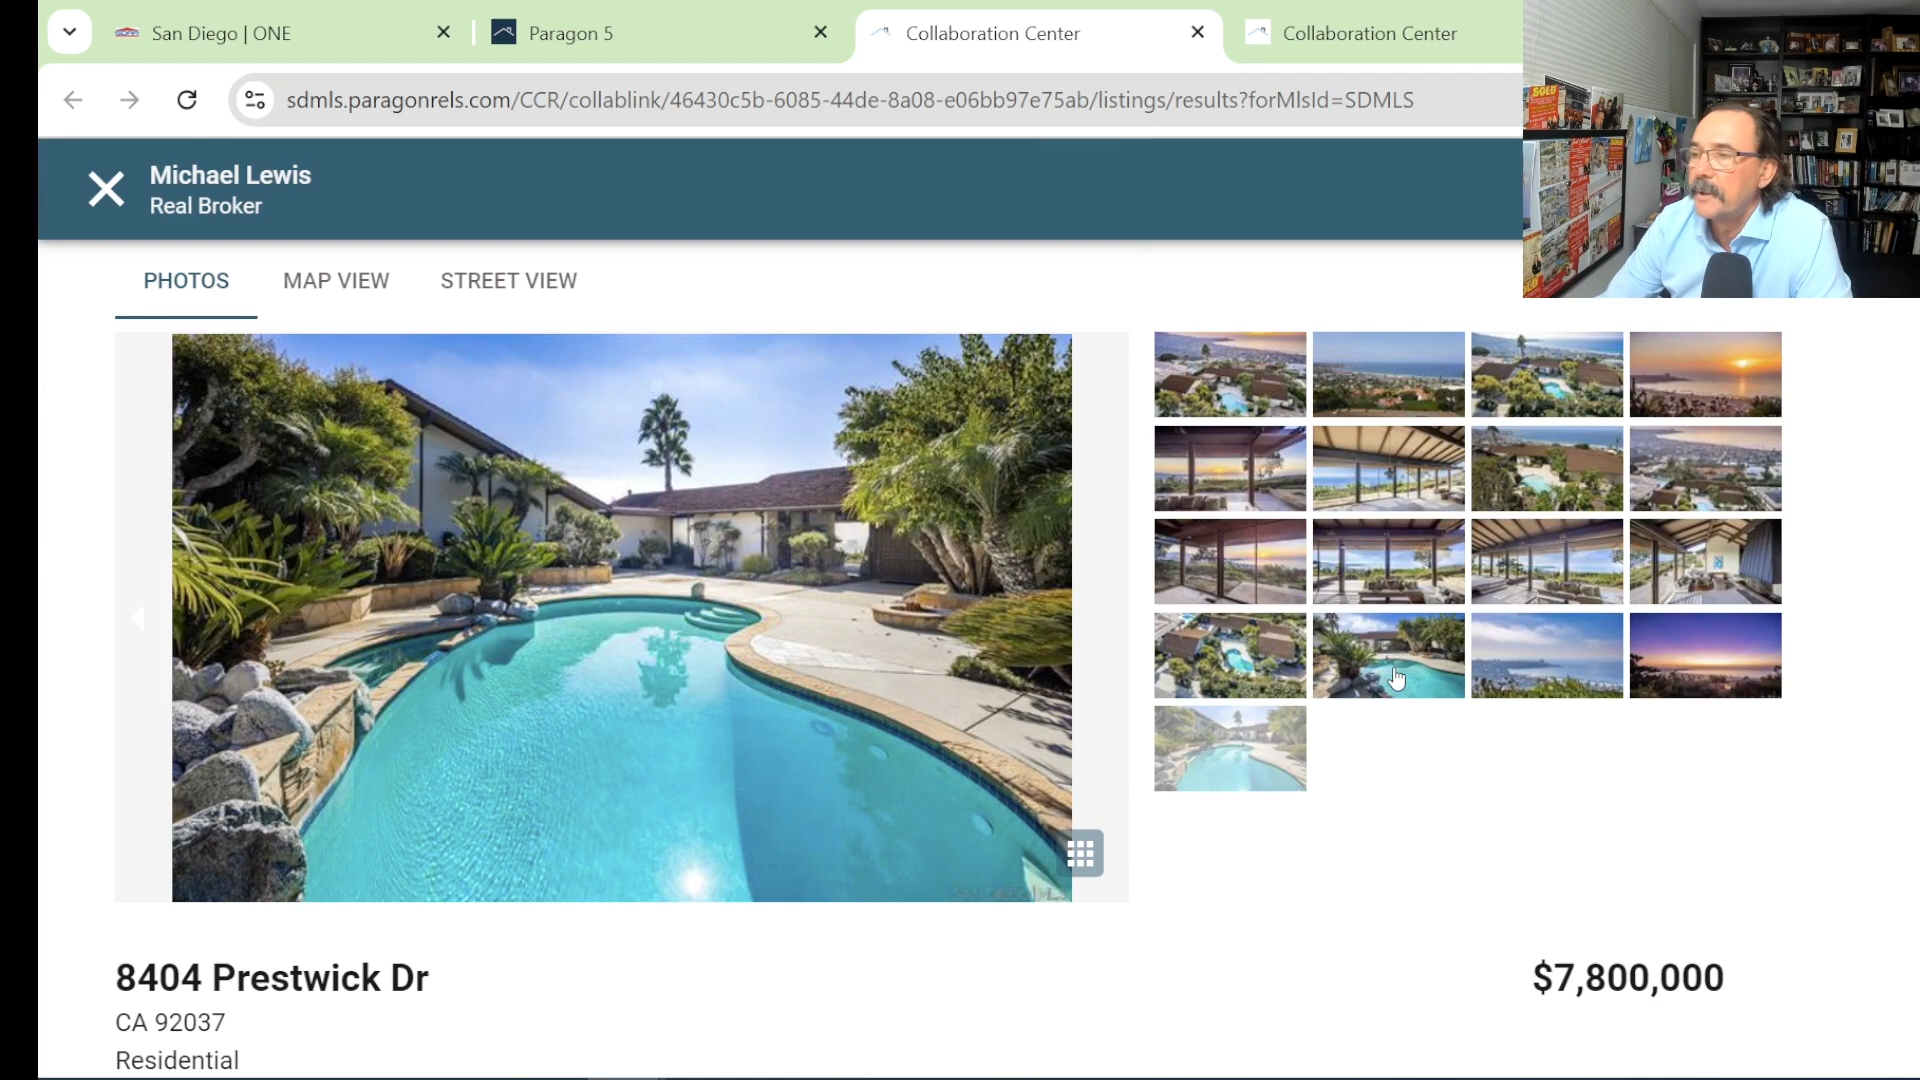 San Diego | ONE
Paragon 5
Collaboration Center
Collaboration Center
sdmls.paragonrels.com/CCR/collablink/46430c5b-6085-44de-8a08-e06bb97e75ab/listings/results?forMlsId=SDMLS
Michael Lewis
Real Broker
PHOTOS
MAP VIEW
STREET VIEW
SOLD
SOLD
8404 Prestwick Dr
$7,800,000
CA 92037
Residential